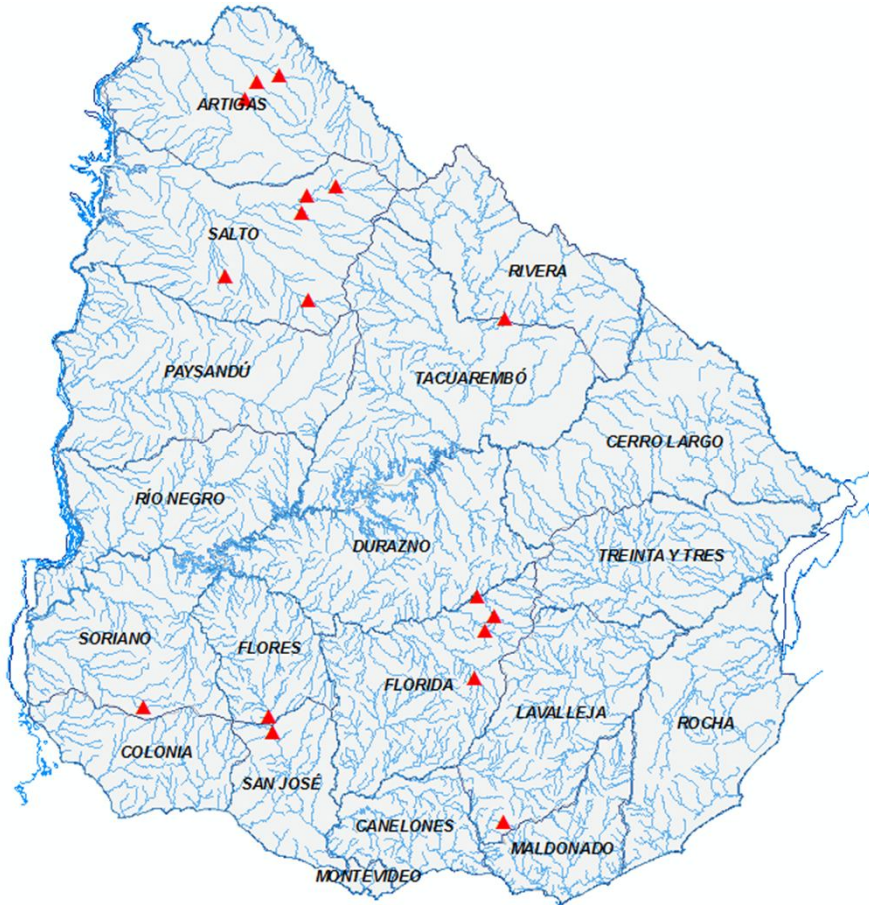 ARTIGAS
SALTO
RIVERA
PAYSANDÚ
TACUAREMBÓ
CERRO LARGO
RÍO NEGRO
DURAZNO
TREINTA Y TRES
SORIANO
FLORES
FLORIDA
LAVALLEJA
ROCHA
COLONIA
SAN JOSÉ
CANELONES
MALDONADO
MONTEVIDEO